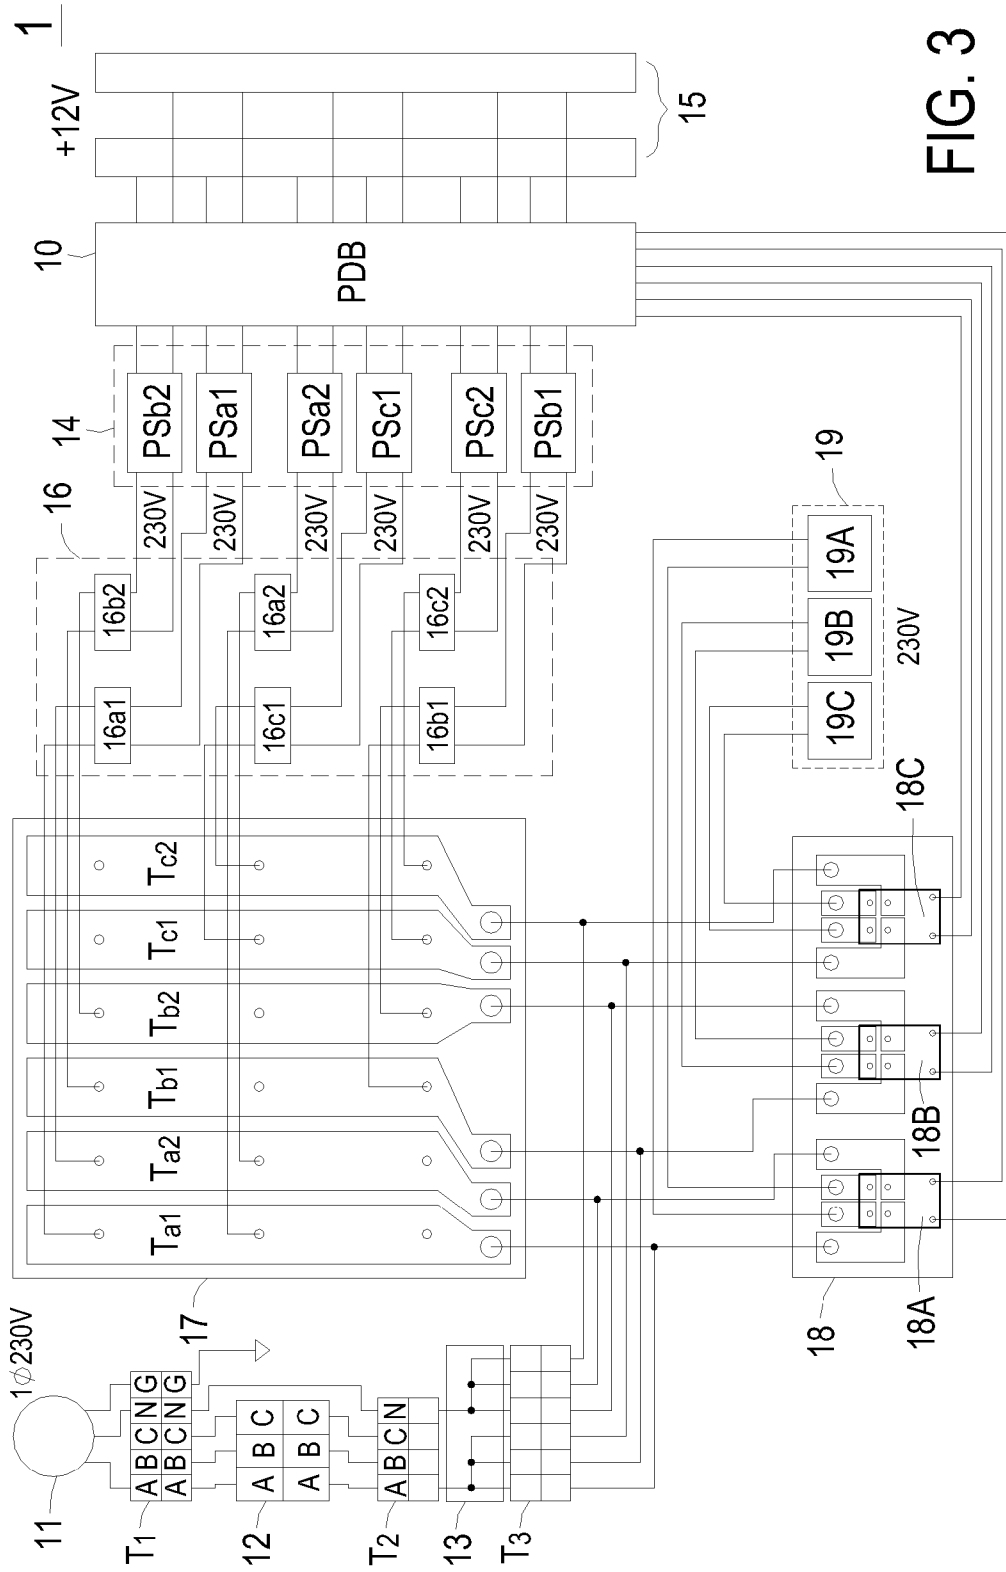 1
1ϕ230V
11
10
+12V
14
16
T1
A B C N G
A B C N G
16a1
16b2
Ta1
Ta2
Tb1
Tb2
Tc1
Tc2
230V
PSb2
17
230V
PSa1
12
A B C
A B C
16c1
16a2
230V
PSa2
PDB
230V
PSc1
T2
A B C N
16b1
16c2
230V
PSc2
13
230V
PSb1
T3
15
18
19
19C
19B
19A
230V
18A
18B
18C
FIG. 3